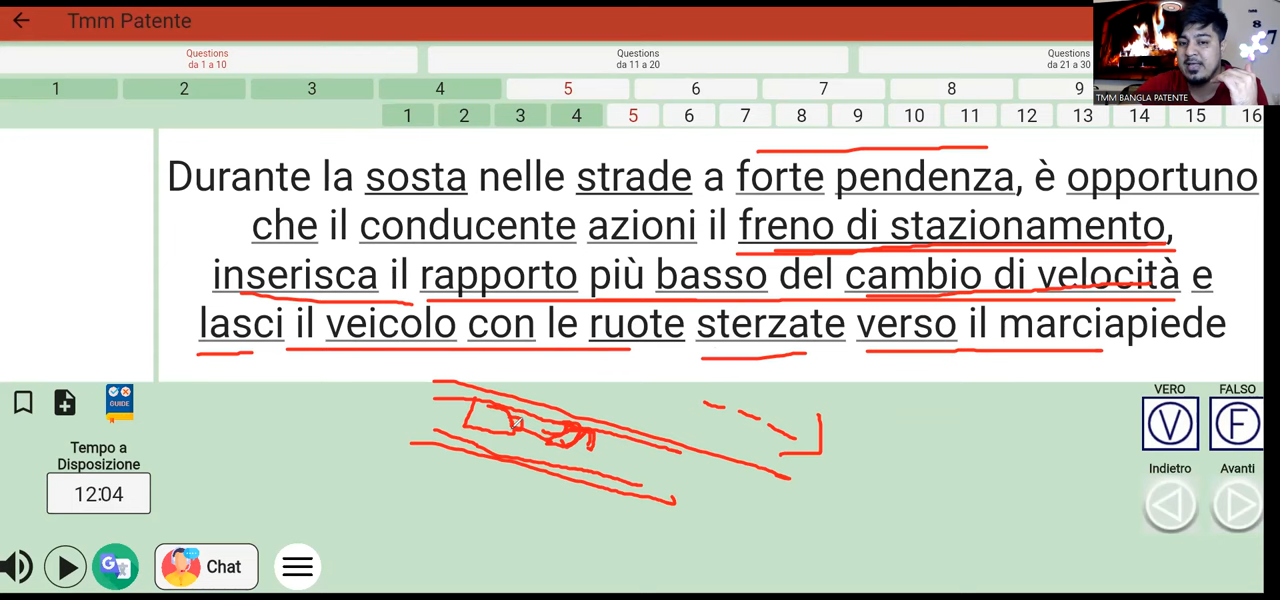 Tmm Patente
Questions
da 1 a 10
Questions
da 11 a 20
Questions
da 21 a 30
1 2 3 4 5 6 7 8 9
1 2 3 4 5 6 7 8 9 10 11 12 13 14 15 16
TMM BANGLA PATENTE
8
7
Durante la sosta nelle strade a forte pendenza, è opportuno
che il conducente azioni il freno di stazionamento,
inserisca il rapporto più basso del cambio di velocità e
lasci il veicolo con le ruote sterzate verso il marciapiede
GUIDE
Tempo a
Disposizione
12:04
VERO FALSO
V F
Indietro Avanti
G
Chat